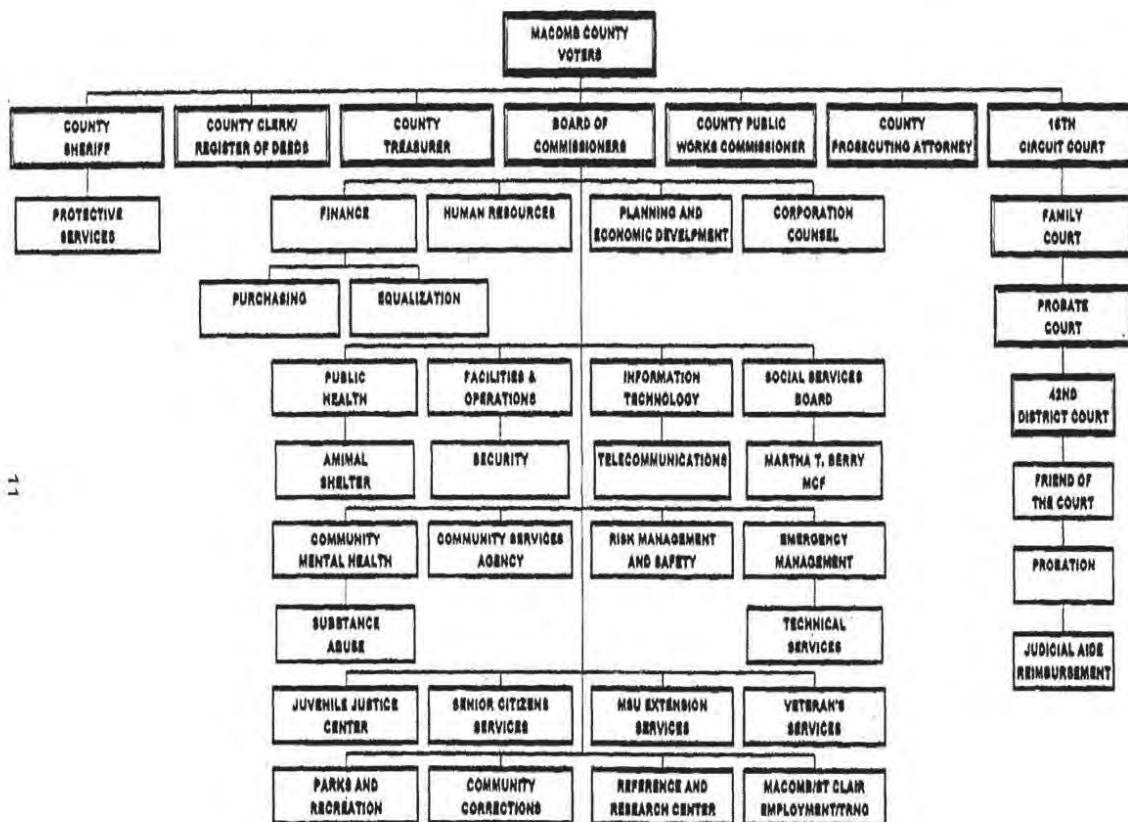 MACOMB COUNTY
VOTERS
COUNTY
SHERIFF
COUNTY CLERK/
REGISTER OF DEEDS
COUNTY
TREASURER
BOARD OF
COMMISSIONERS
COUNTY PUBLIC
WORKS COMMISSIONER
COUNTY
PROSECUTING ATTORNEY
16TH
CIRCUIT COURT
PROTECTIVE
SERVICES
FINANCE
HUMAN RESOURCES
PLANNING AND
ECONOMIC DEVELPMENT
CORPORATION
COUNSEL
FAMILY
COURT
PURCHASING
EQUALIZATION
PROBATE
COURT
PUBLIC
HEALTH
FACILITIES &
OPERATIONS
INFORMATION
TECHNOLOGY
SOCIAL SERVICES
BOARD
42ND
DISTRICT COURT
AMIMAL
SHELTER
SECURITY
TELECOMMUNICATIONS
MARTHA T. BERRY
MCF
FRIEND OF
THE COURT
11
COMMUNITY
MENTAL HEALTH
COMMUNITY SERVICES
AGENCY
RISK MANAGEMENT
AND SAFETY
EMERGENCY
MANAGEMENT
PROBATION
SUBSTANCE
ABUSE
TECHNICAL
SERVICES
JUDICIAL AIDE
REIMBURSEMENT
JUVENILE JUSTICE
CENTER
SENIOR CITIZENS
SERVICES
MSU EXTENSION
SERVICES
VETERAN'S
SERVICES
PARKS AND
RECREATION
COMMUNITY
CORRECTIONS
REFERENCE AND
RESEARCH CENTER
MACOMB/ST CLAIR
EMPLOYMENT/TRNG